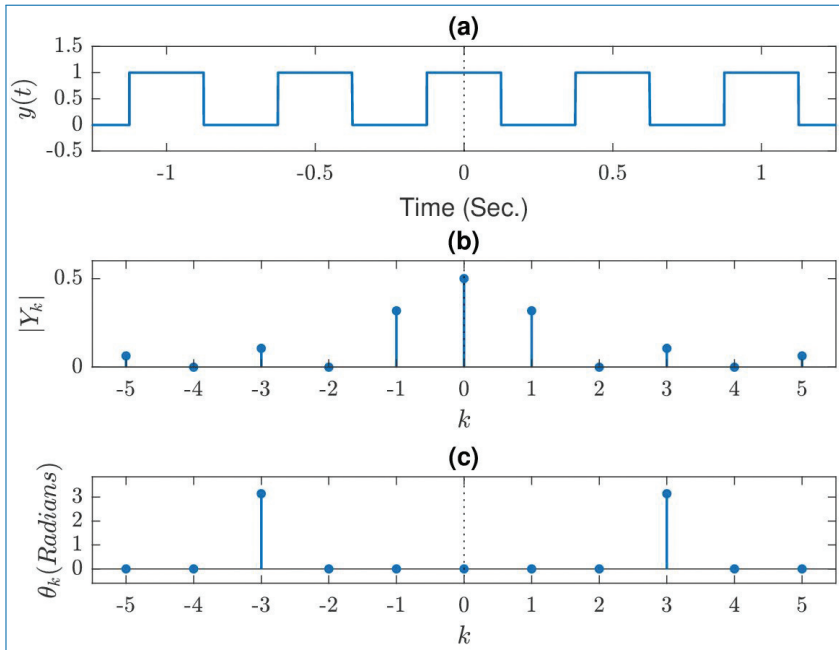 (a)
1.5
1
0.5
0
-0.5
y(t)
-1 -0.5 0 0.5 1
Time (Sec.)
(b)
0.5
0
|Y_k|
-5 -4 -3 -2 -1 0 1 2 3 4 5
k
(c)
3
2
1
0
θ_k(Radians)
-5 -4 -3 -2 -1 0 1 2 3 4 5
k